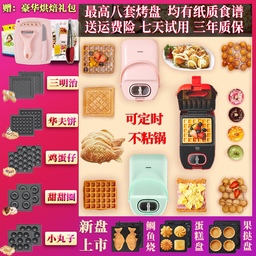 赠：豪华烘焙礼包
最高八套烤盘 均有纸质食谱
送运费险 七天试用 三年质保
三明治
华夫饼
鸡蛋仔
甜甜圈
小丸子
可定时
不粘锅
新盘
上市
鲷鱼烧
蛋糕盘
果挞盘